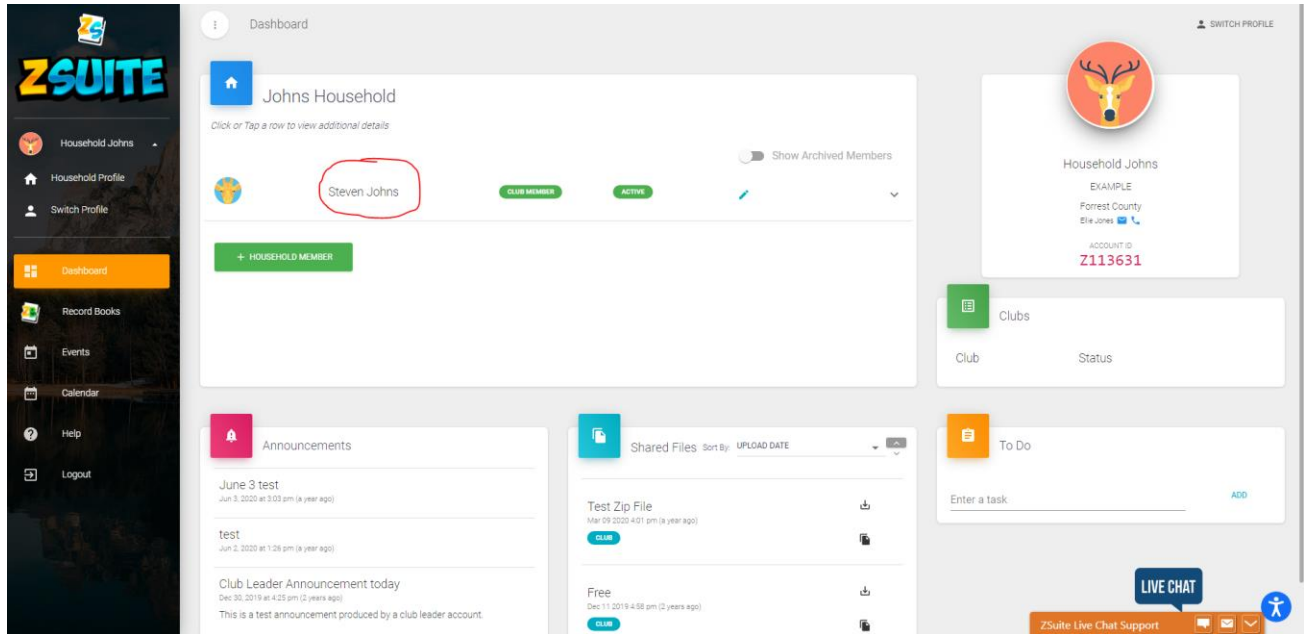 ZSUITE
Household Johns
Household Profile
Switch Profile
Dashboard
Record Books
Events
Calendar
Help
Logout
Dashboard
SWITCH PROFILE
Johns Household
Click or Tap a row to view additional details
Show Archived Members
Steven Johns
CLUB MEMBER
ACTIVE
+ HOUSEHOLD MEMBER
Household Johns
EXAMPLE
Forrest County
Elle Jones
ACCOUNT ID
Z113631
Clubs
Club Status
Announcements
June 3 test
Jun 3, 2020 at 3:03 pm (a year ago)
test
Jun 2, 2020 at 1:26 pm (a year ago)
Club Leader Announcement today
Dec 30, 2019 at 4:25 pm (2 years ago)
This is a test announcement produced by a club leader account.
Shared Files Sort By: UPLOAD DATE
Test Zip File
Mar 09 2020 4:01 pm (a year ago)
CLUB
Free
Dec 11 2019 4:58 pm (2 years ago)
CLUB
To Do
Enter a task
ADD
LIVE CHAT
ZSuite Live Chat Support